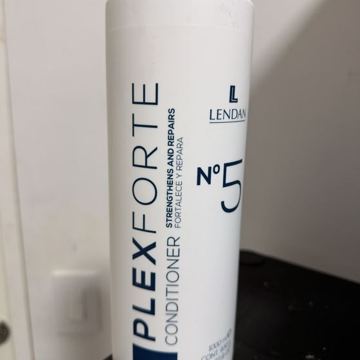 PLEXFORTE
STRENGTHENS AND REPAIRS
FORTALECE Y REPARA
CONDITIONER
LENDAN
Nº5